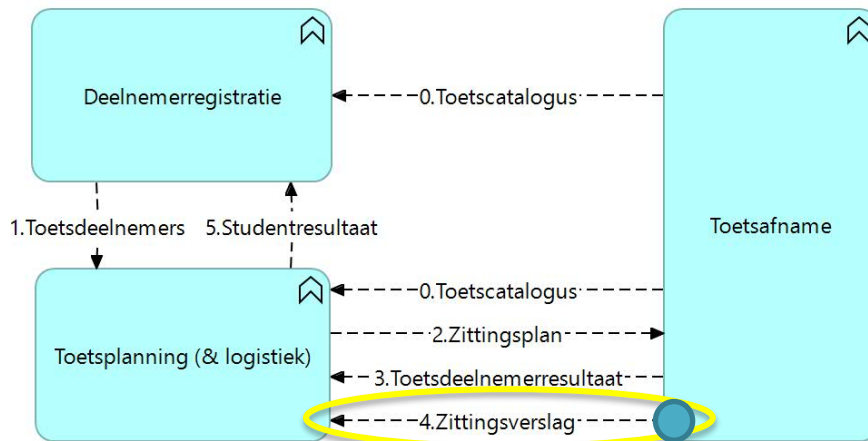 Deelnemerregistratie
0.Toetscatalogus
Toetsafname
1.Toetsdeelnemers
5.Studentresultaat
0.Toetscatalogus
2.Zittingsplan
Toetsplanning (& logistiek)
3.Toetsdeelnemerresultaat
4.Zittingsverslag